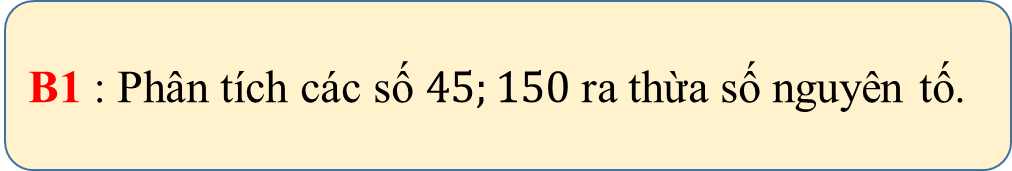 B1 : Phân tích các số 45; 150 ra thừa số nguyên tố.